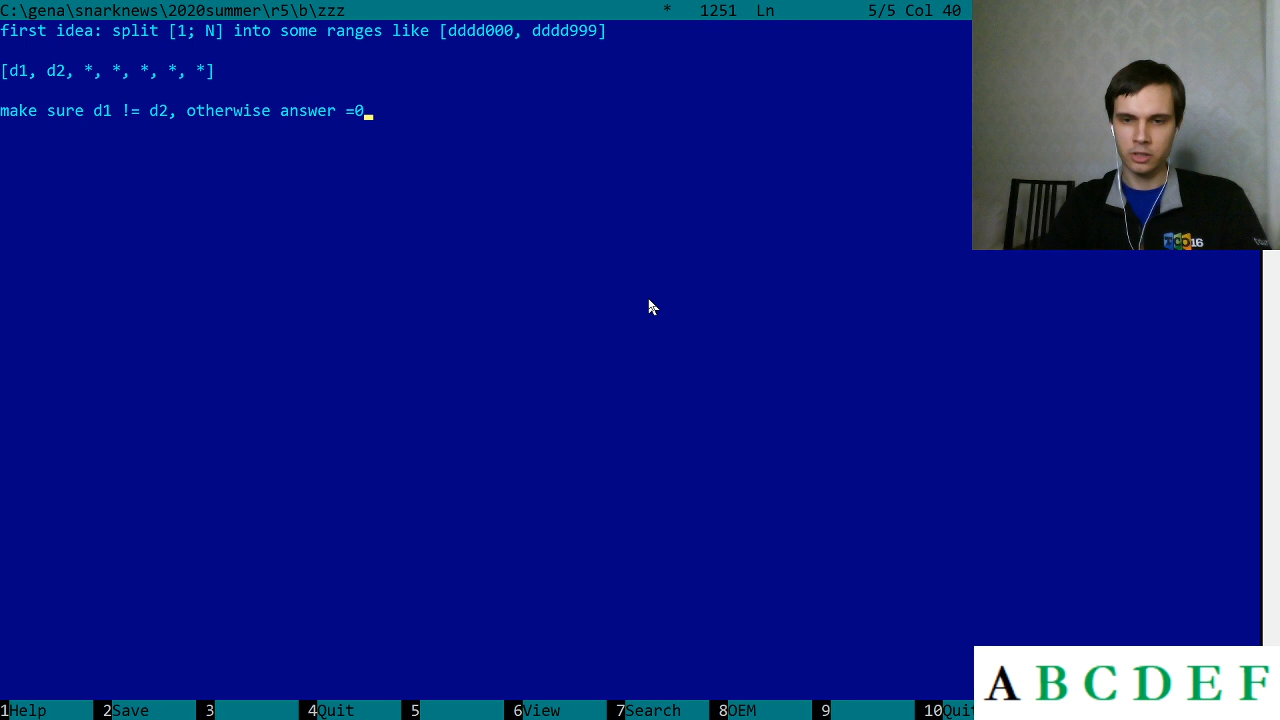 C:\gena\snarknews\2020summer\r5\b\zzz * 1251 Ln 5/5 Col 40
first idea: split [1; N] into some ranges like [dddd000, dddd999]
[d1, d2, *, *, *, *, *]
make sure d1 != d2, otherwise answer =0
16
A B C D E F
1Help 2Save 3 4Quit 5 6View 7Search 8OEM 9 10Quit